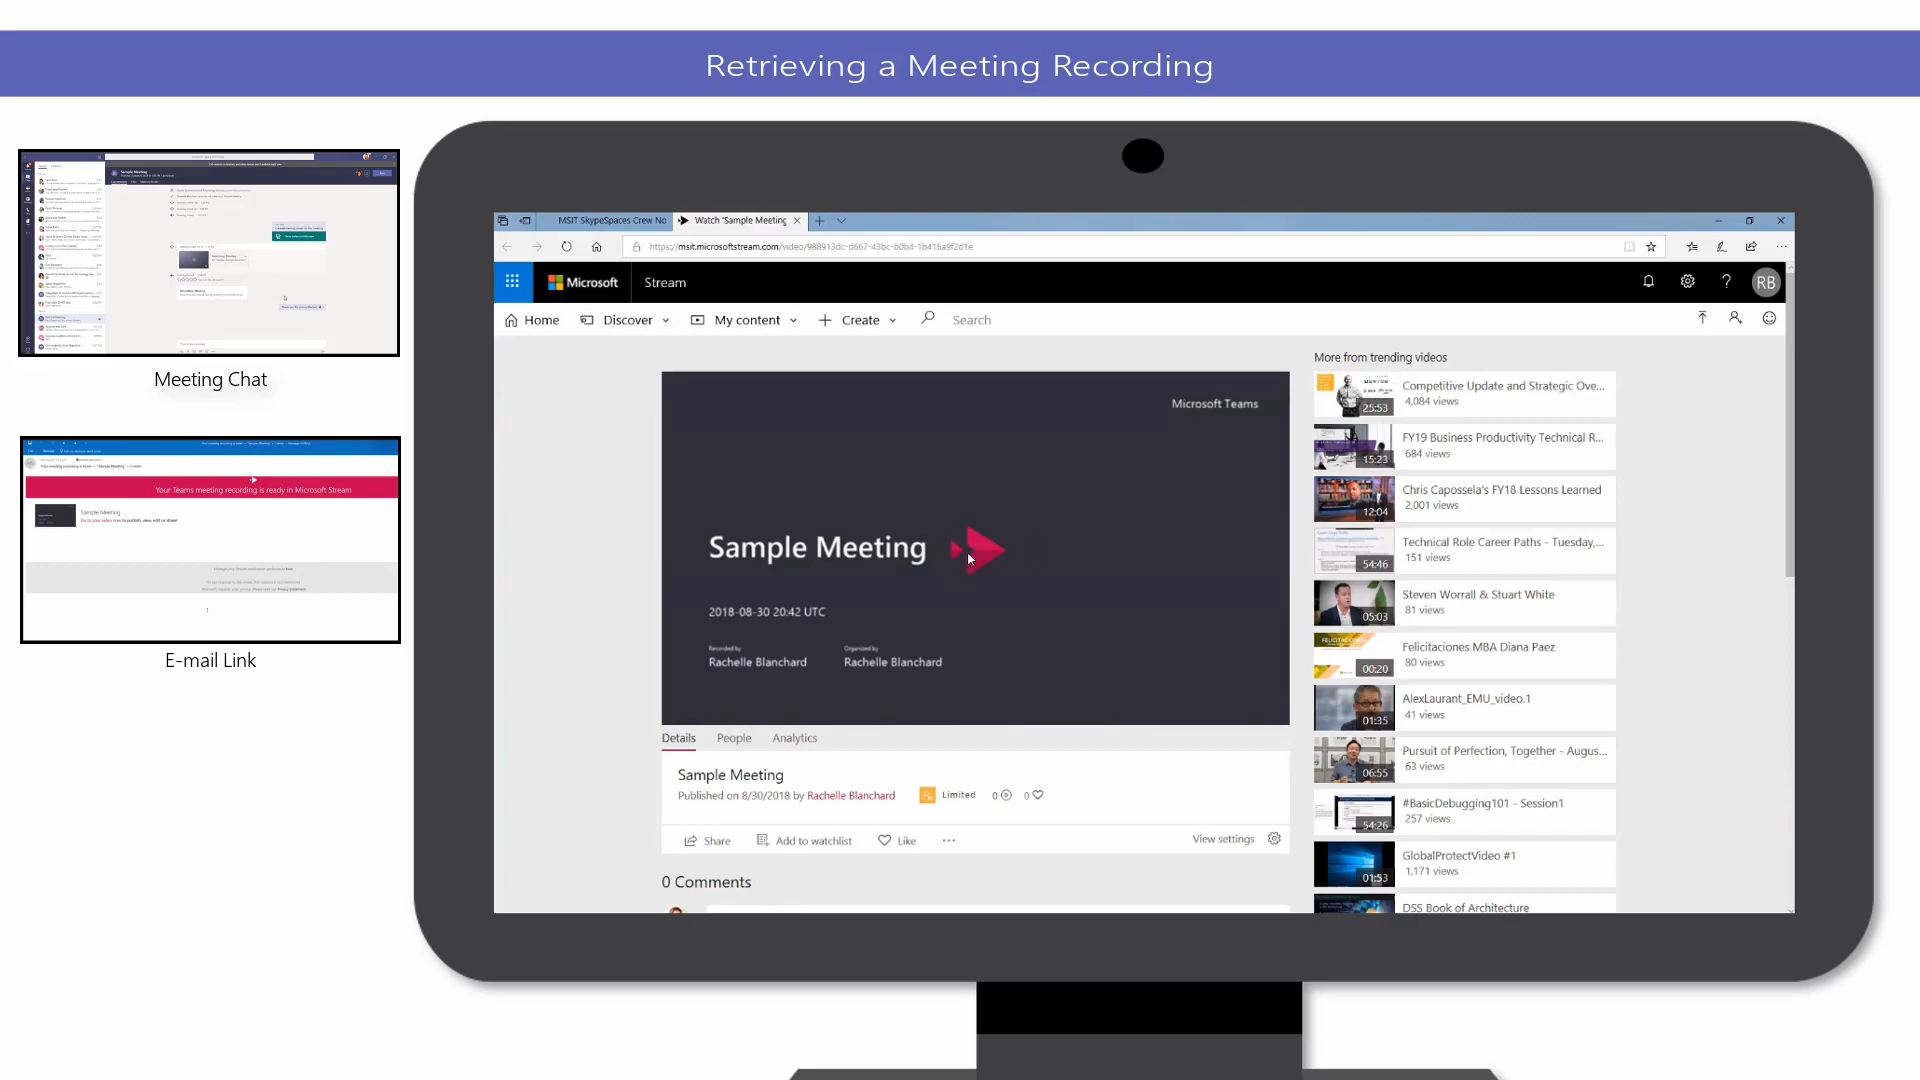 Retrieving a Meeting Recording
Meeting Chat
Your Teams meeting recording is ready in Microsoft Stream
Sample Meeting
E-mail Link
MSIT SkypeSpaces Crew No
Watch 'Sample Meeting
https://msit.microsoftstream.com/video/988913dc-d667-43bc-b0b4-1b416a9f2d1e
Microsoft
Stream
RB
Home
Discover
My content
Create
Search
Microsoft Teams
Sample Meeting
2018-08-30 20:42 UTC
Recorded by
Organized by
Rachelle Blanchard
Rachelle Blanchard
Details
People
Analytics
Sample Meeting
Published on 8/30/2018 by Rachelle Blanchard
Limited
0
0
Share
Add to watchlist
Like
View settings
0 Comments
More from trending videos
Competitive Update and Strategic Ove...
4,084 views
25:53
FY19 Business Productivity Technical R...
684 views
15:23
Chris Capossela's FY18 Lessons Learned
2,001 views
12:04
Technical Role Career Paths - Tuesday,...
151 views
54:46
Steven Worrall & Stuart White
81 views
05:03
Felicitaciones MBA Diana Paez
80 views
00:20
AlexLaurant_EMU_video.1
41 views
01:35
Pursuit of Perfection, Together - Augus...
63 views
06:55
#BasicDebugging101 - Session1
257 views
54:26
GlobalProtectVideo #1
1,171 views
01:53
DSS Book of Architecture